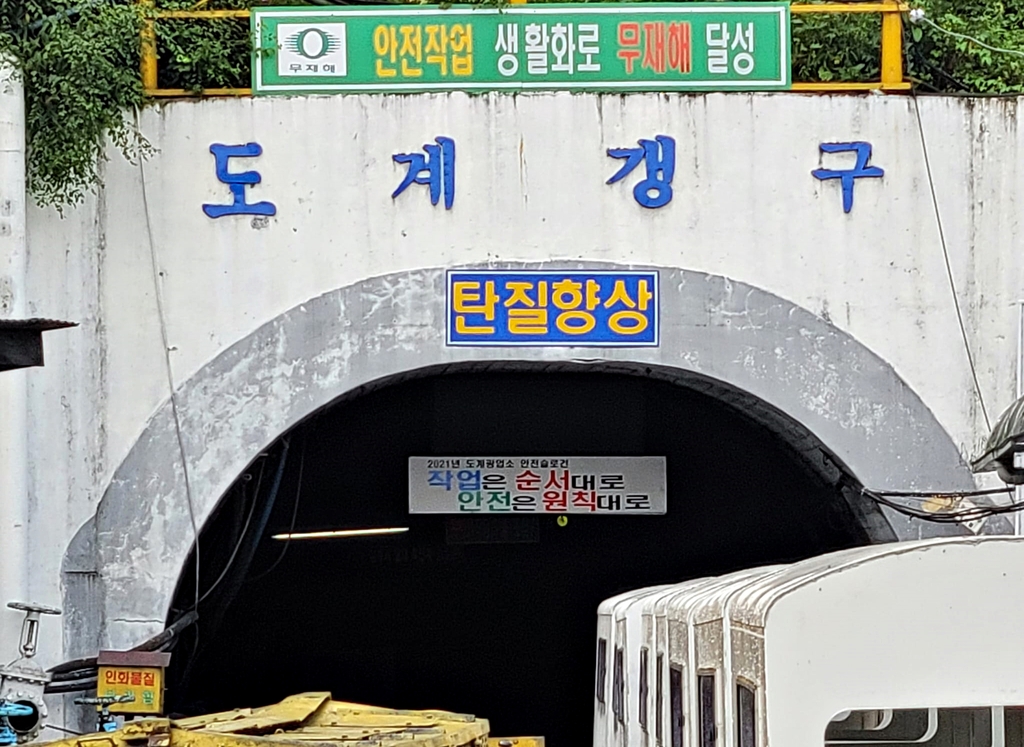 무재해
안전작업 생활화로 무재해 달성
도계갱구
탄질향상
2021년 도계광업소 안전슬로건
작업은 순서대로
안전은 원칙대로
인화물질